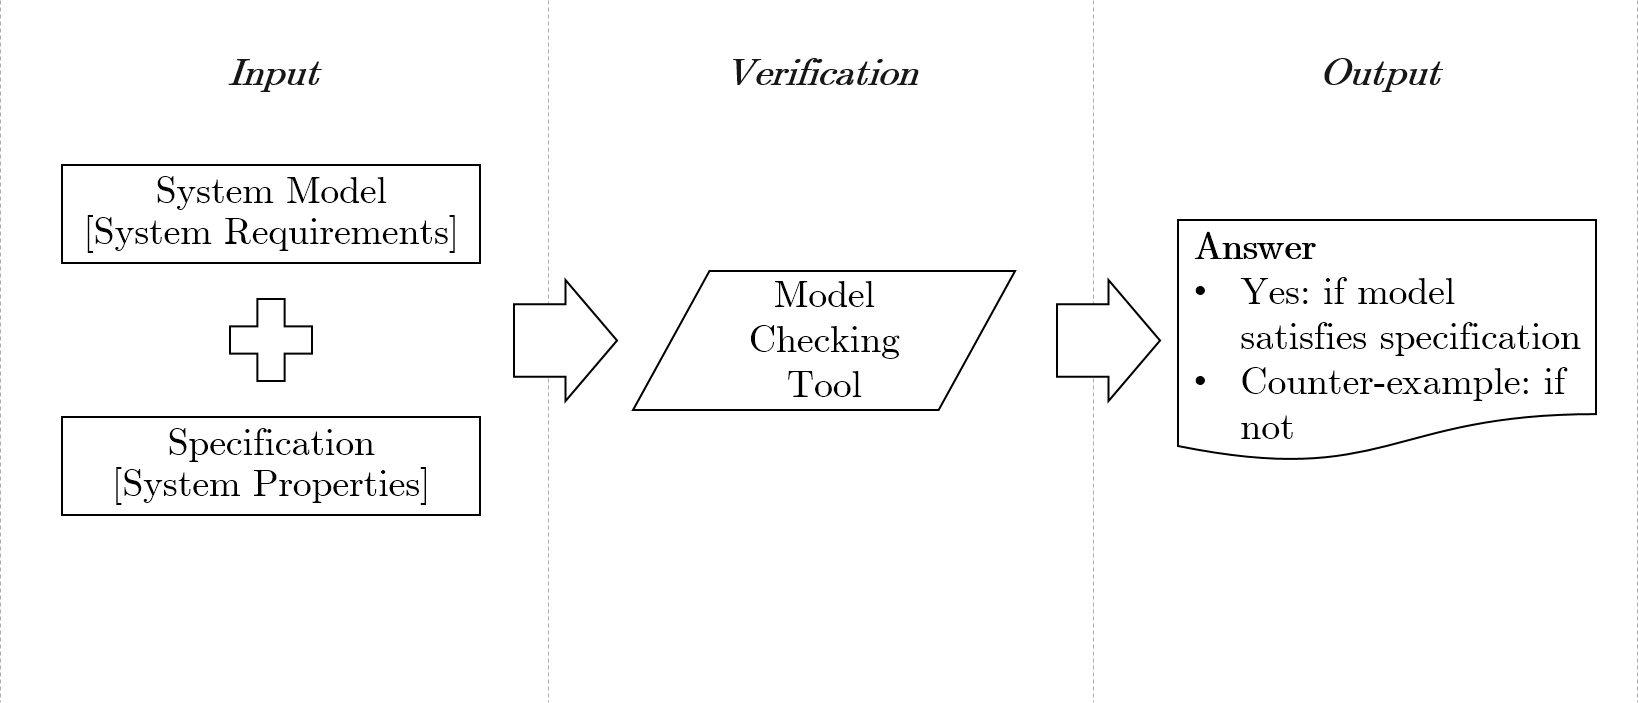 Input
Verification
Output
System Model
[System Requirements]
Specification
[System Properties]
Model
Checking
Tool
Answer
• Yes: if model
satisfies specification
• Counter-example: if
not